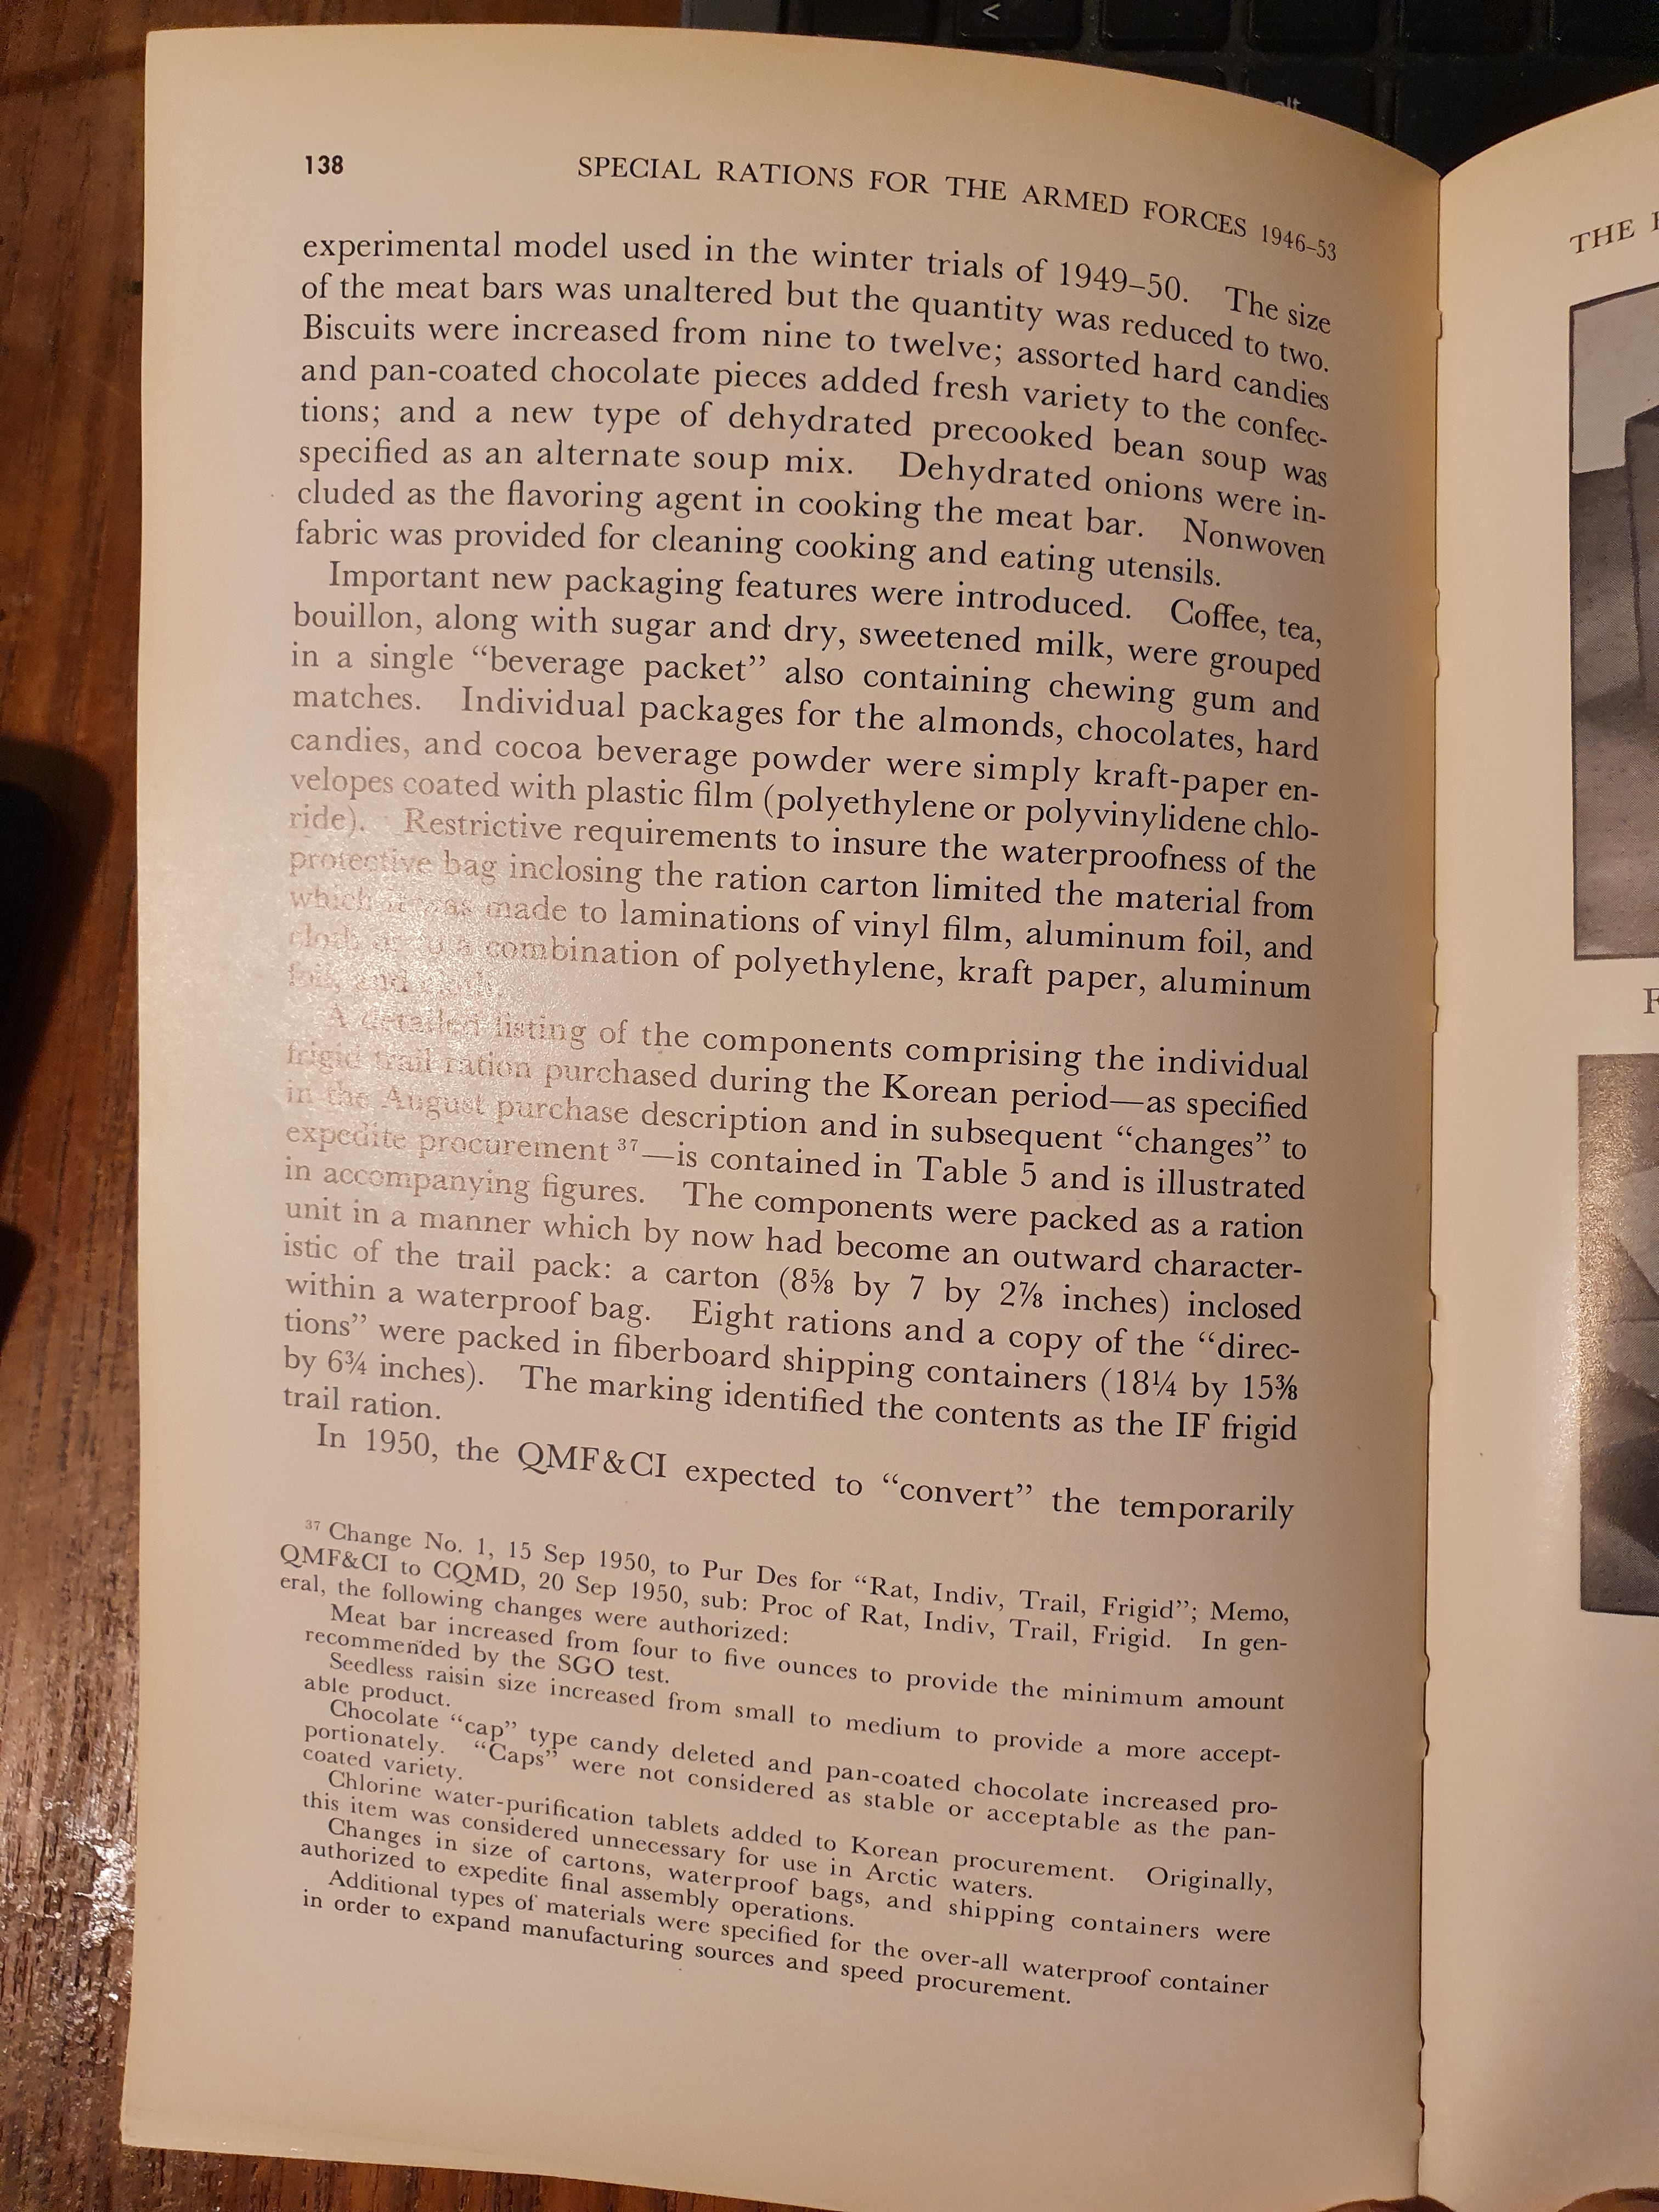 <
alt
138 SPECIAL RATIONS FOR THE ARMED FORCES 1946–53
experimental model used in the winter trials of 1949–50. The size
of the meat bars was unaltered but the quantity was reduced to two.
Biscuits were increased from nine to twelve; assorted hard candies
and pan-coated chocolate pieces added fresh variety to the confec-
tions; and a new type of dehydrated precooked bean soup was
specified as an alternate soup mix. Dehydrated onions were in-
cluded as the flavoring agent in cooking the meat bar. Nonwoven
fabric was provided for cleaning cooking and eating utensils.
Important new packaging features were introduced. Coffee, tea,
bouillon, along with sugar and dry, sweetened milk, were grouped
in a single “beverage packet” also containing chewing gum and
matches. Individual packages for the almonds, chocolates, hard
candies, and cocoa beverage powder were simply kraft-paper en-
velopes coated with plastic film (polyethylene or polyvinylidene chlo-
ride). Restrictive requirements to insure the waterproofness of the
protective bag inclosing the ration carton limited the material from
which it was made to laminations of vinyl film, aluminum foil, and
cloth or to a combination of polyethylene, kraft paper, aluminum
foil, and cloth.
A detailed listing of the components comprising the individual
frigid trail ration purchased during the Korean period—as specified
in the August purchase description and in subsequent “changes” to
expedite procurement ³⁷—is contained in Table 5 and is illustrated
in accompanying figures. The components were packed as a ration
unit in a manner which by now had become an outward character-
istic of the trail pack: a carton (8⅝ by 7 by 2⅞ inches) inclosed
within a waterproof bag. Eight rations and a copy of the “direc-
tions” were packed in fiberboard shipping containers (18¼ by 15⅜
by 6¾ inches). The marking identified the contents as the IF frigid
trail ration.
In 1950, the QMF&CI expected to “convert” the temporarily
³⁷ Change No. 1, 15 Sep 1950, to Pur Des for “Rat, Indiv, Trail, Frigid”; Memo,
QMF&CI to CQMD, 20 Sep 1950, sub: Proc of Rat, Indiv, Trail, Frigid. In gen-
eral, the following changes were authorized:
Meat bar increased from four to five ounces to provide the minimum amount
recommended by the SGO test.
Seedless raisin size increased from small to medium to provide a more accept-
able product.
Chocolate “cap” type candy deleted and pan-coated chocolate increased pro-
portionately. “Caps” were not considered as stable or acceptable as the pan-
coated variety.
Chlorine water-purification tablets added to Korean procurement. Originally,
this item was considered unnecessary for use in Arctic waters.
Changes in size of cartons, waterproof bags, and shipping containers were
authorized to expedite final assembly operations.
Additional types of materials were specified for the over-all waterproof container
in order to expand manufacturing sources and speed procurement.
THE
F